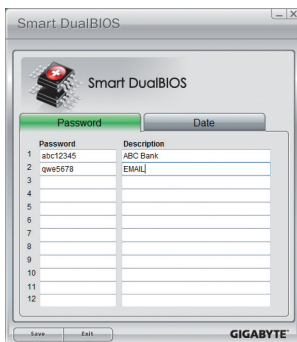 Smart DualBIOS
Smart DualBIOS
Password Date
Password Description
1 abc12345 ABC Bank
2 qwe5678 EMAIL
3
4
5
6
7
8
9
10
11
12
Save Exit GIGABYTE